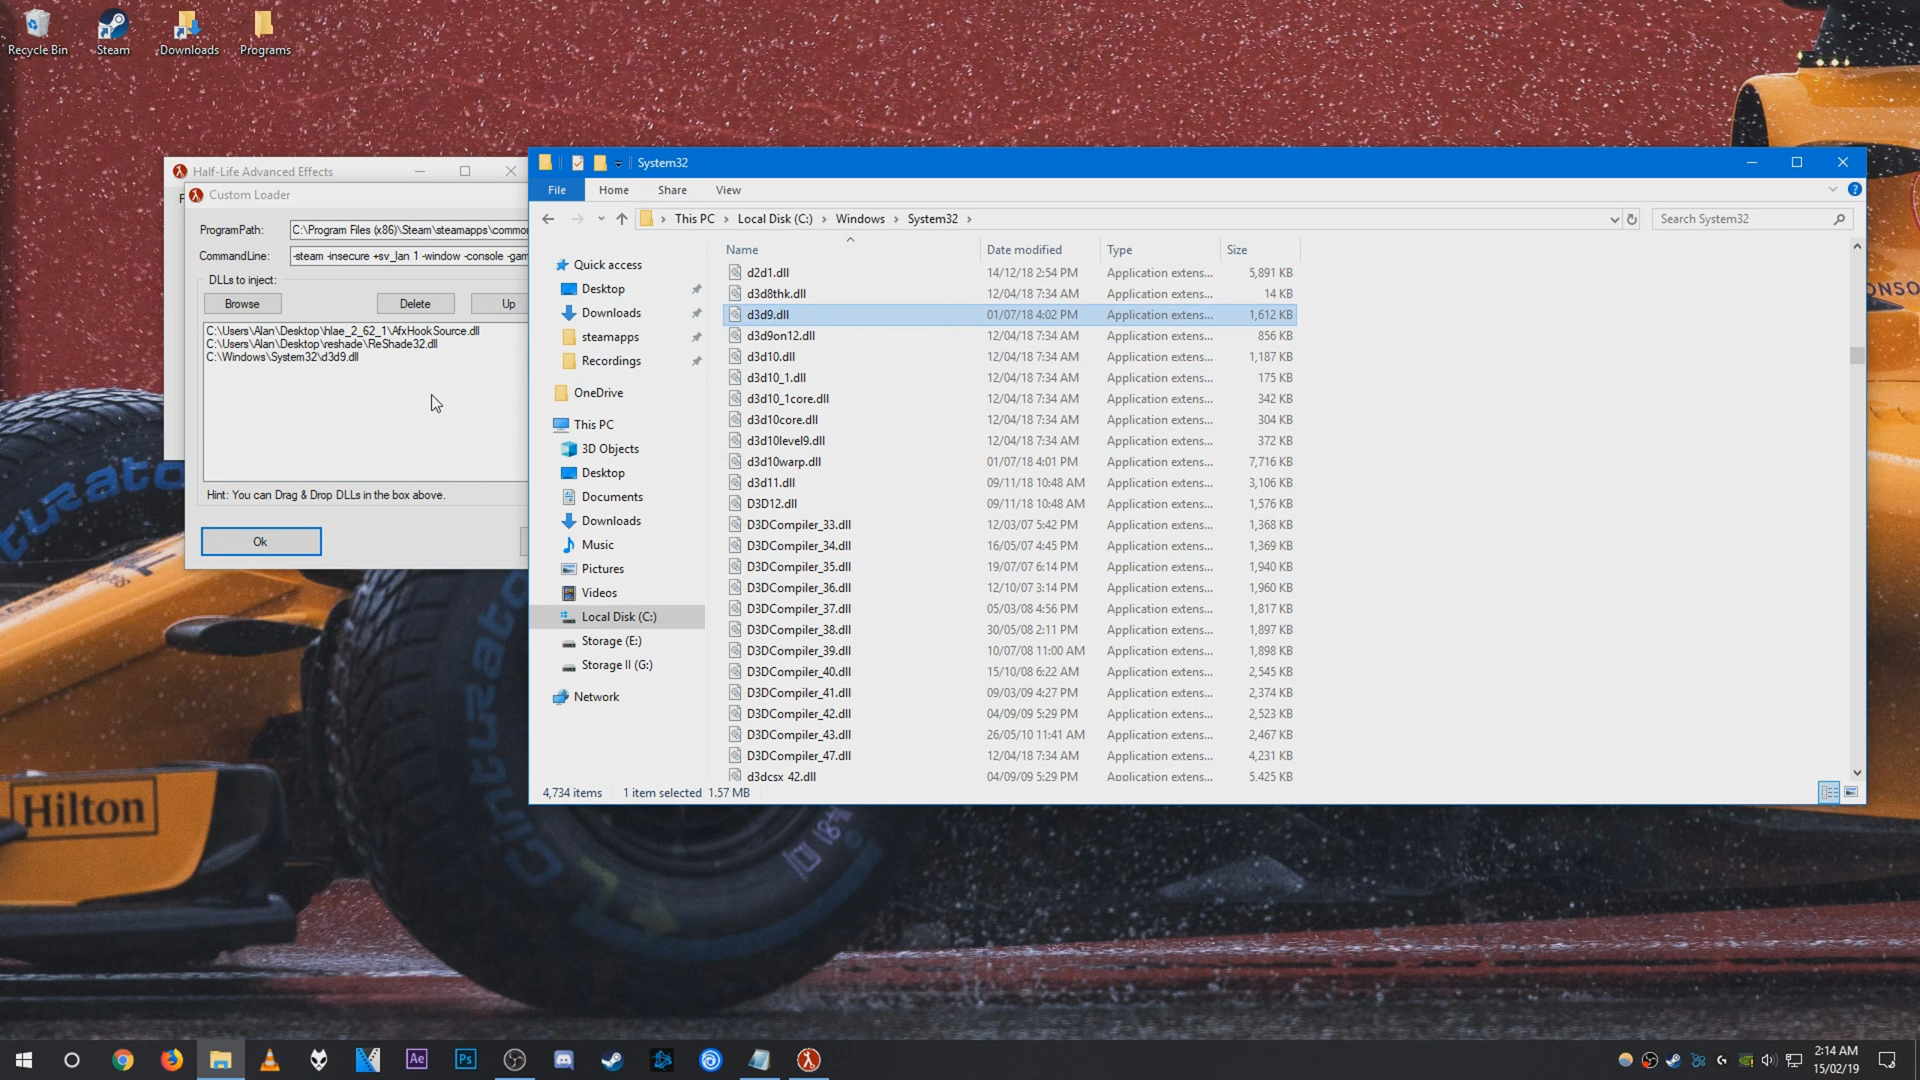 Recycle Bin
Steam
Downloads
Programs
Half-Life Advanced Effects
Custom Loader
ProgramPath:
C:\Program Files (x86)\Steam\steamapps\commo
CommandLine:
-steam -insecure +sv_lan 1 -window -console -gam
DLLs to inject:
Browse
Delete
Up
C:\Users\Alan\Desktop\hlae_2_62_1\AfxHookSource.dll
C:\Users\Alan\Desktop\reshade\ReShade32.dll
C:\Windows\System32\d3d9.dll
Hint: You can Drag & Drop DLLs in the box above.
Ok
System32
File Home Share View
This PC > Local Disk (C:) > Windows > System32 >
Search System32
Quick access
Desktop
Downloads
steamapps
Recordings
OneDrive
This PC
3D Objects
Desktop
Documents
Downloads
Music
Pictures
Videos
Local Disk (C:)
Storage (E:)
Storage II (G:)
Network
Name Date modified Type Size
d2d1.dll 14/12/18 2:54 PM Application extens... 5,891 KB
d3d8thk.dll 12/04/18 7:34 AM Application extens... 14 KB
d3d9.dll 01/07/18 4:02 PM Application extens... 1,612 KB
d3d9on12.dll 12/04/18 7:34 AM Application extens... 856 KB
d3d10.dll 12/04/18 7:34 AM Application extens... 1,187 KB
d3d10_1.dll 12/04/18 7:34 AM Application extens... 175 KB
d3d10_1core.dll 12/04/18 7:34 AM Application extens... 342 KB
d3d10core.dll 12/04/18 7:34 AM Application extens... 304 KB
d3d10level9.dll 12/04/18 7:34 AM Application extens... 372 KB
d3d10warp.dll 01/07/18 4:01 PM Application extens... 7,716 KB
d3d11.dll 09/11/18 10:48 AM Application extens... 3,106 KB
D3D12.dll 09/11/18 10:48 AM Application extens... 1,576 KB
D3DCompiler_33.dll 12/03/07 5:42 PM Application extens... 1,368 KB
D3DCompiler_34.dll 16/05/07 4:45 PM Application extens... 1,369 KB
D3DCompiler_35.dll 19/07/07 6:14 PM Application extens... 1,940 KB
D3DCompiler_36.dll 12/10/07 3:14 PM Application extens... 1,960 KB
D3DCompiler_37.dll 05/03/08 4:56 PM Application extens... 1,817 KB
D3DCompiler_38.dll 30/05/08 2:11 PM Application extens... 1,897 KB
D3DCompiler_39.dll 10/07/08 11:00 AM Application extens... 1,898 KB
D3DCompiler_40.dll 15/10/08 6:22 AM Application extens... 2,545 KB
D3DCompiler_41.dll 09/03/09 4:27 PM Application extens... 2,374 KB
D3DCompiler_42.dll 04/09/09 5:29 PM Application extens... 2,523 KB
D3DCompiler_43.dll 26/05/10 11:41 AM Application extens... 2,467 KB
D3DCompiler_47.dll 12/04/18 7:34 AM Application extens... 4,231 KB
d3dcsx_42.dll 04/09/09 5:29 PM Application extens... 5,425 KB
4,734 items 1 item selected 1.57 MB
Hilton
Cinturato
Ae
Ps
2:14 AM
15/02/19